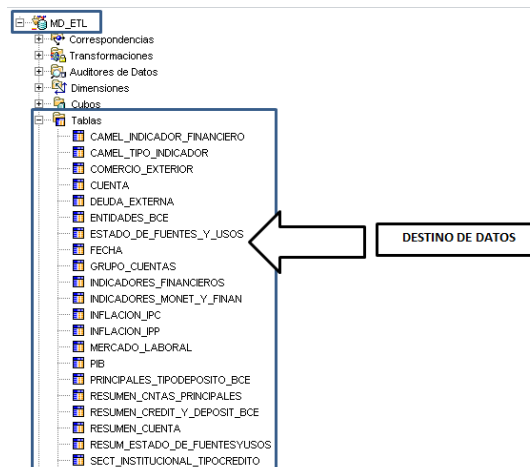 MD_ETL
Correspondencias
Transformaciones
Auditores de Datos
Dimensiones
Cubos
Tablas
CAMEL_INDICADOR_FINANCIERO
CAMEL_TIPO_INDICADOR
COMERCIO_EXTERIOR
CUENTA
DEUDA_EXTERNA
ENTIDADES_BCE
ESTADO_DE_FUENTES_Y_USOS
DESTINO DE DATOS
FECHA
GRUPO_CUENTAS
INDICADORES_FINANCIEROS
INDICADORES_MONET_Y_FINAN
INFLACION_IPC
INFLACION_IPP
MERCADO_LABORAL
PIB
PRINCIPALES_TIPODEPOSITO_BCE
RESUMEN_CNTAS_PRINCIPALES
RESUMEN_CREDIT_Y_DEPOSIT_BCE
RESUMEN_CUENTA
RESUM_ESTADO_DE_FUENTESYUSOS
SECT_INSTITUCIONAL_TIPOCREDITO